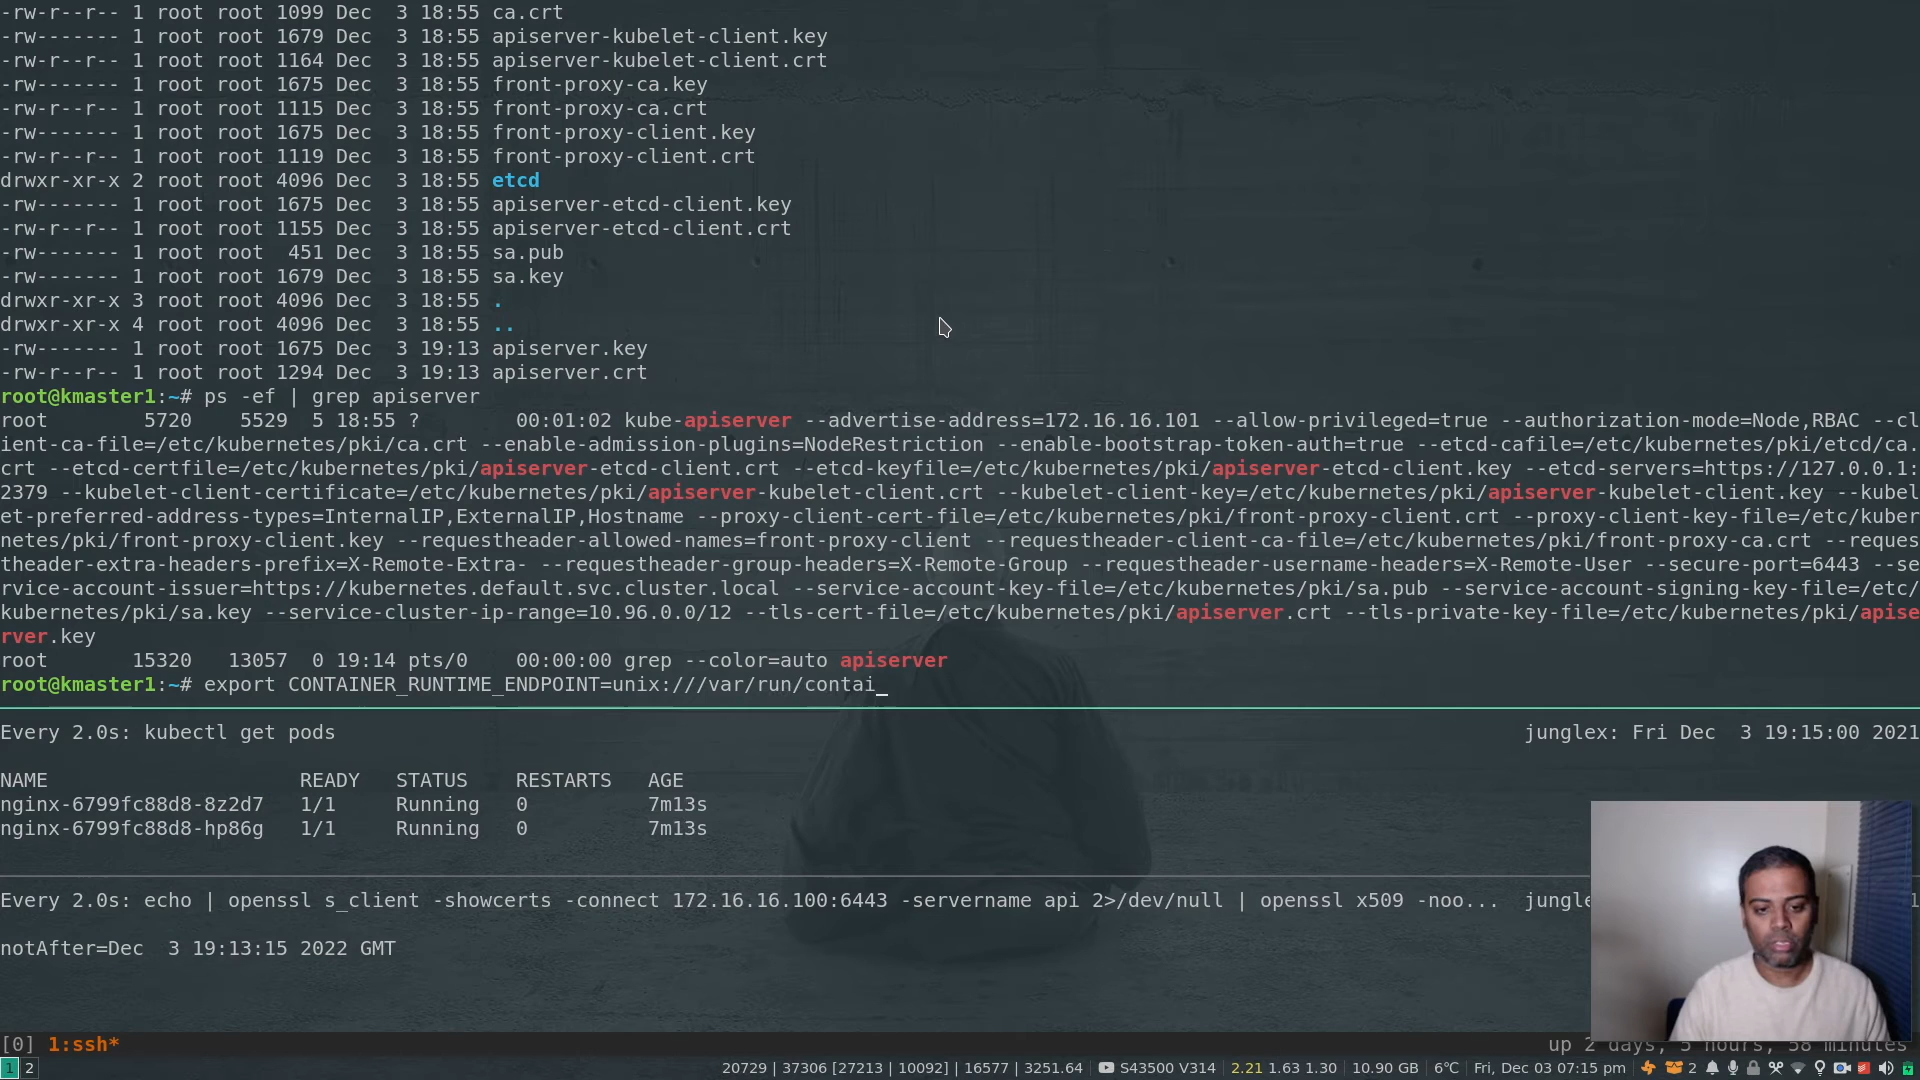 -rw-r--r-- 1 root root 1099 Dec  3 18:55 ca.crt
-rw------- 1 root root 1679 Dec  3 18:55 apiserver-kubelet-client.key
-rw-r--r-- 1 root root 1164 Dec  3 18:55 apiserver-kubelet-client.crt
-rw------- 1 root root 1675 Dec  3 18:55 front-proxy-ca.key
-rw-r--r-- 1 root root 1115 Dec  3 18:55 front-proxy-ca.crt
-rw------- 1 root root 1675 Dec  3 18:55 front-proxy-client.key
-rw-r--r-- 1 root root 1119 Dec  3 18:55 front-proxy-client.crt
drwxr-xr-x 2 root root 4096 Dec  3 18:55 etcd
-rw------- 1 root root 1675 Dec  3 18:55 apiserver-etcd-client.key
-rw-r--r-- 1 root root 1155 Dec  3 18:55 apiserver-etcd-client.crt
-rw------- 1 root root  451 Dec  3 18:55 sa.pub
-rw------- 1 root root 1679 Dec  3 18:55 sa.key
drwxr-xr-x 3 root root 4096 Dec  3 18:55 .
drwxr-xr-x 4 root root 4096 Dec  3 18:55 ..
-rw------- 1 root root 1675 Dec  3 19:13 apiserver.key
-rw-r--r-- 1 root root 1294 Dec  3 19:13 apiserver.crt
root@kmaster1:~# ps -ef | grep apiserver
root        5720    5529  5 18:55 ?        00:01:02 kube-apiserver --advertise-address=172.16.16.101 --allow-privileged=true --authorization-mode=Node,RBAC --cl
ient-ca-file=/etc/kubernetes/pki/ca.crt --enable-admission-plugins=NodeRestriction --enable-bootstrap-token-auth=true --etcd-cafile=/etc/kubernetes/pki/etcd/ca.
crt --etcd-certfile=/etc/kubernetes/pki/apiserver-etcd-client.crt --etcd-keyfile=/etc/kubernetes/pki/apiserver-etcd-client.key --etcd-servers=https://127.0.0.1:
2379 --kubelet-client-certificate=/etc/kubernetes/pki/apiserver-kubelet-client.crt --kubelet-client-key=/etc/kubernetes/pki/apiserver-kubelet-client.key --kubel
et-preferred-address-types=InternalIP,ExternalIP,Hostname --proxy-client-cert-file=/etc/kubernetes/pki/front-proxy-client.crt --proxy-client-key-file=/etc/kuber
netes/pki/front-proxy-client.key --requestheader-allowed-names=front-proxy-client --requestheader-client-ca-file=/etc/kubernetes/pki/front-proxy-ca.crt --reques
theader-extra-headers-prefix=X-Remote-Extra- --requestheader-group-headers=X-Remote-Group --requestheader-username-headers=X-Remote-User --secure-port=6443 --se
rvice-account-issuer=https://kubernetes.default.svc.cluster.local --service-account-key-file=/etc/kubernetes/pki/sa.pub --service-account-signing-key-file=/etc/
kubernetes/pki/sa.key --service-cluster-ip-range=10.96.0.0/12 --tls-cert-file=/etc/kubernetes/pki/apiserver.crt --tls-private-key-file=/etc/kubernetes/pki/apise
rver.key
root       15320   13057  0 19:14 pts/0    00:00:00 grep --color=auto apiserver
root@kmaster1:~# export CONTAINER_RUNTIME_ENDPOINT=unix:///var/run/contai_
Every 2.0s: kubectl get pods    junglex: Fri Dec  3 19:15:00 2021
NAME                     READY   STATUS    RESTARTS   AGE
nginx-6799fc88d8-8z2d7   1/1     Running   0          7m13s
nginx-6799fc88d8-hp86g   1/1     Running   0          7m13s
Every 2.0s: echo | openssl s_client -showcerts -connect 172.16.16.100:6443 -servername api 2>/dev/null | openssl x509 -noo...  jungle 1
notAfter=Dec  3 19:13:15 2022 GMT
[0] 1:ssh*    up 2 days, 5 hours, 58 minutes
1 2    20729 | 37306 [27213 | 10092] | 16577 | 3251.64 | S43500 V314 | 2.21 1.63 1.30 | 10.90 GB | 6°C | Fri, Dec 03 07:15 pm | 2